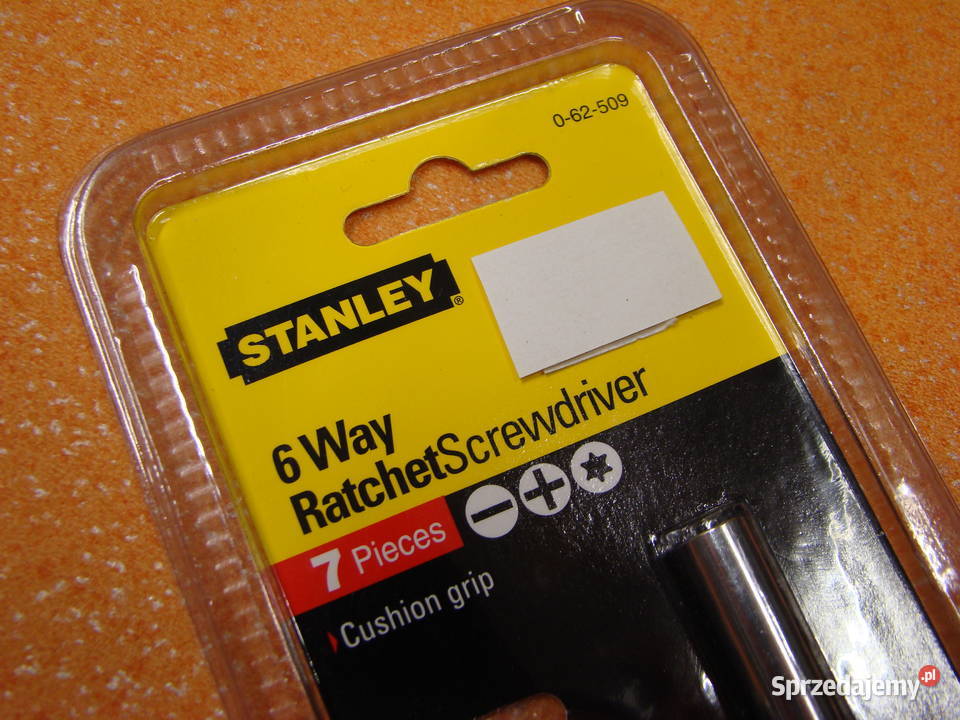 0-62-509
STANLEY®
6 Way
RatchetScrewdriver
7 Pieces
Cushion grip
Sprzedajemy.pl